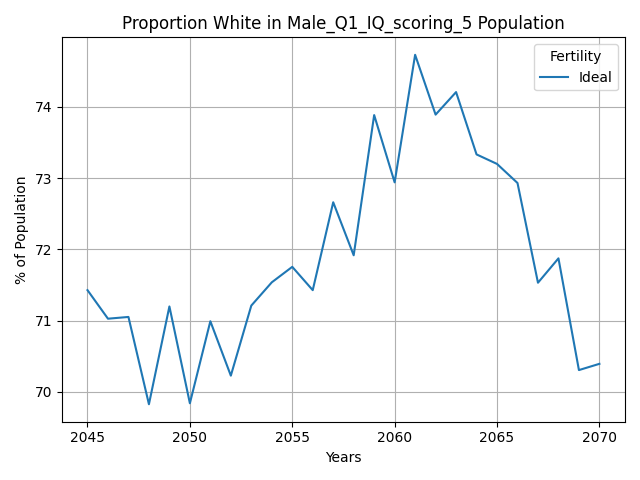 Proportion White in Male_Q1_IQ_scoring_5 Population
Fertility
Ideal
% of Population
74
73
72
71
70
2045 2050 2055 2060 2065 2070
Years